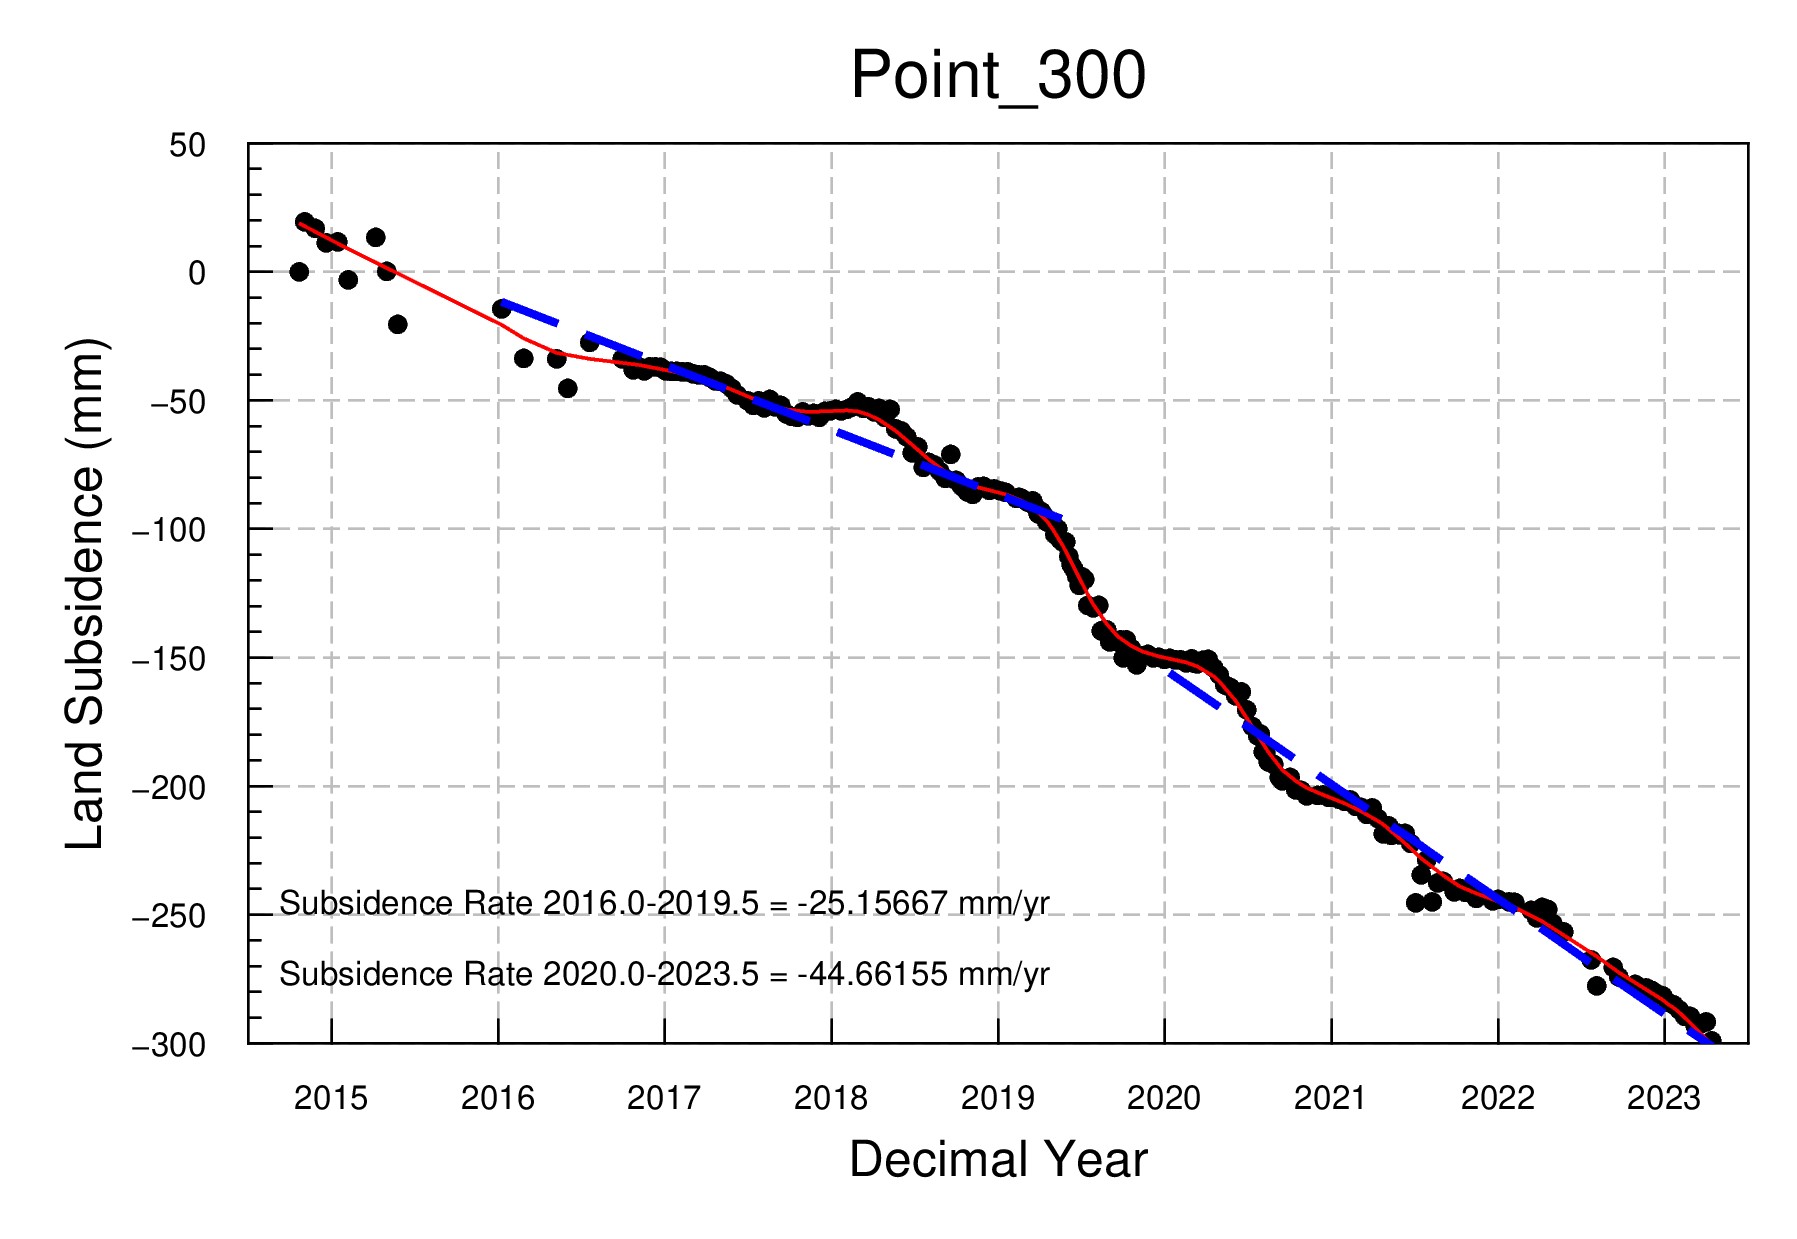 Point_300
50
0
−50
−100
−150
−200
−250
−300
Land Subsidence (mm)
Subsidence Rate 2016.0-2019.5 = -25.15667 mm/yr
Subsidence Rate 2020.0-2023.5 = -44.66155 mm/yr
2015 2016 2017 2018 2019 2020 2021 2022 2023
Decimal Year